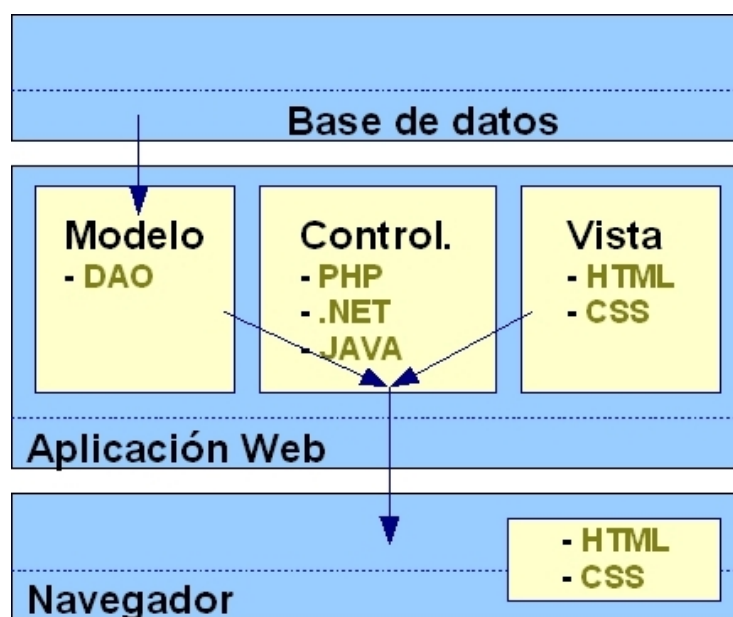 Base de datos
Modelo
- DAO
Control.
- PHP
- .NET
- JAVA
Vista
- HTML
- CSS
Aplicación Web
- HTML
- CSS
Navegador